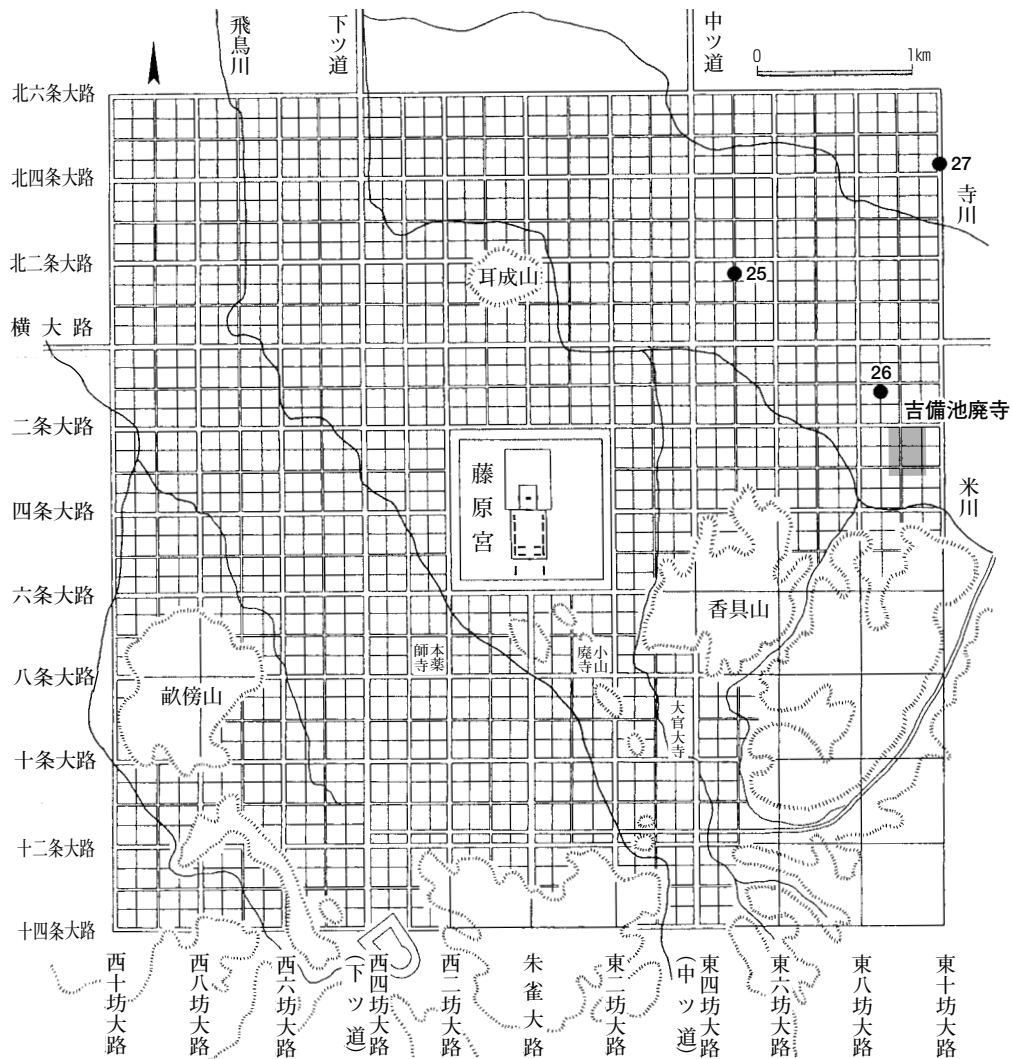 飛鳥川
下ツ道
中ツ道
0 1km
北六条大路
北四条大路
北二条大路
横大路
二条大路
四条大路
六条大路
八条大路
十条大路
十二条大路
十四条大路
27
寺川
耳成山
25
26
吉備池廃寺
米川
藤原宮
香具山
本薬師寺
小山廃寺
畝傍山
大官大寺
西十坊大路
西八坊大路
西六坊大路
西四坊大路
(下ツ道)
西二坊大路
朱雀大路
東二坊大路
東四坊大路
(中ツ道)
東六坊大路
東八坊大路
東十坊大路